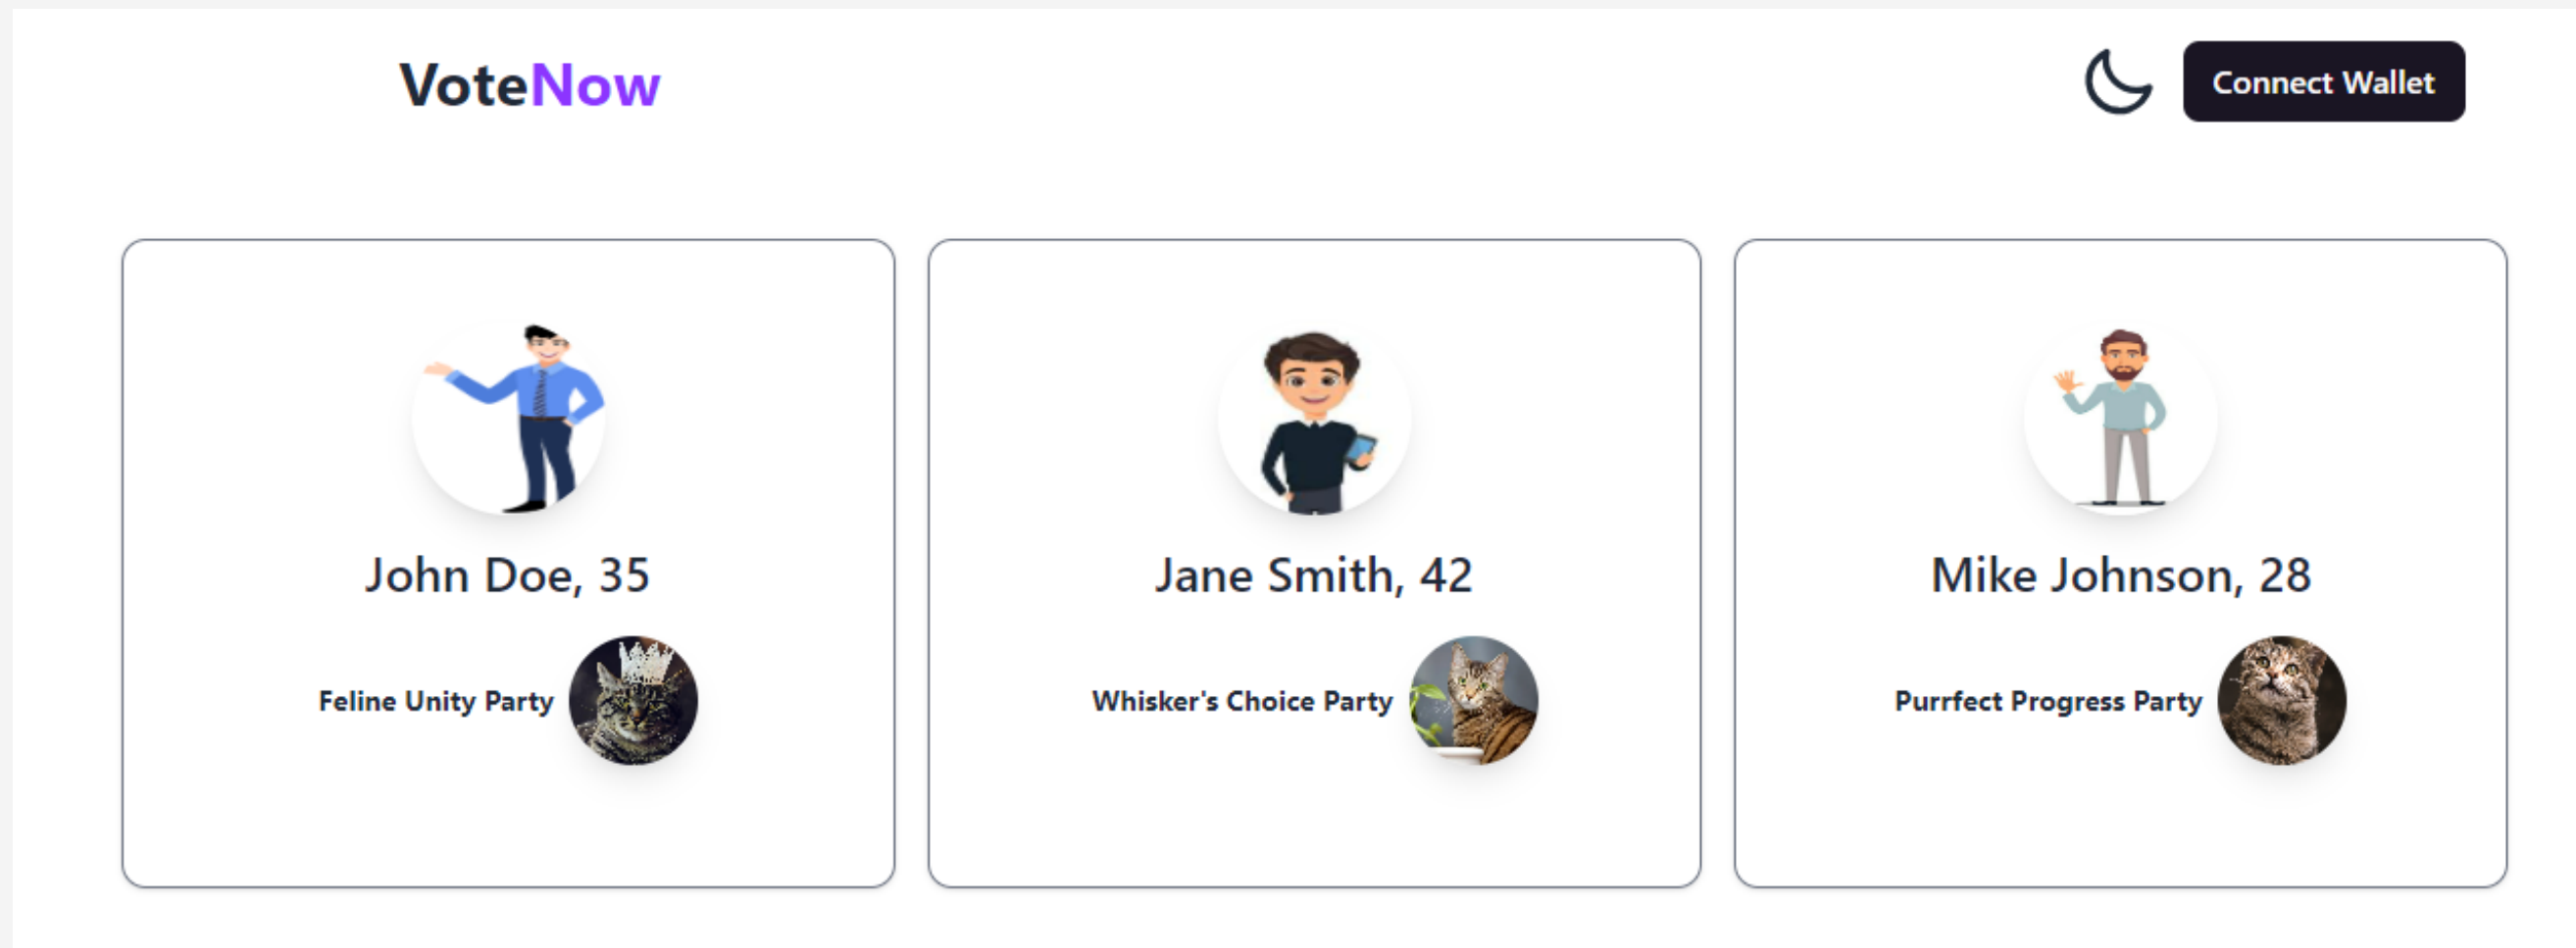 VoteNow
Connect Wallet
John Doe, 35
Feline Unity Party
Jane Smith, 42
Whisker's Choice Party
Mike Johnson, 28
Purrfect Progress Party